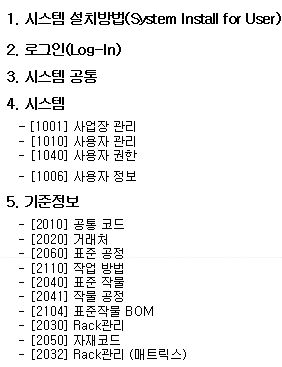 1. 시스템 설치방법(System Install for User)
2. 로그인(Log-In)
3. 시스템 공통
4. 시스템
- [1001] 사업장 관리
- [1010] 사용자 관리
- [1040] 사용자 권한
- [1006] 사용자 정보
5. 기준정보
- [2010] 공통 코드
- [2020] 거래처
- [2060] 표준 공정
- [2110] 작업 방법
- [2040] 표준 작물
- [2041] 작물 공정
- [2104] 표준작물 BOM
- [2030] Rack관리
- [2050] 자재코드
- [2032] Rack관리 (매트릭스)